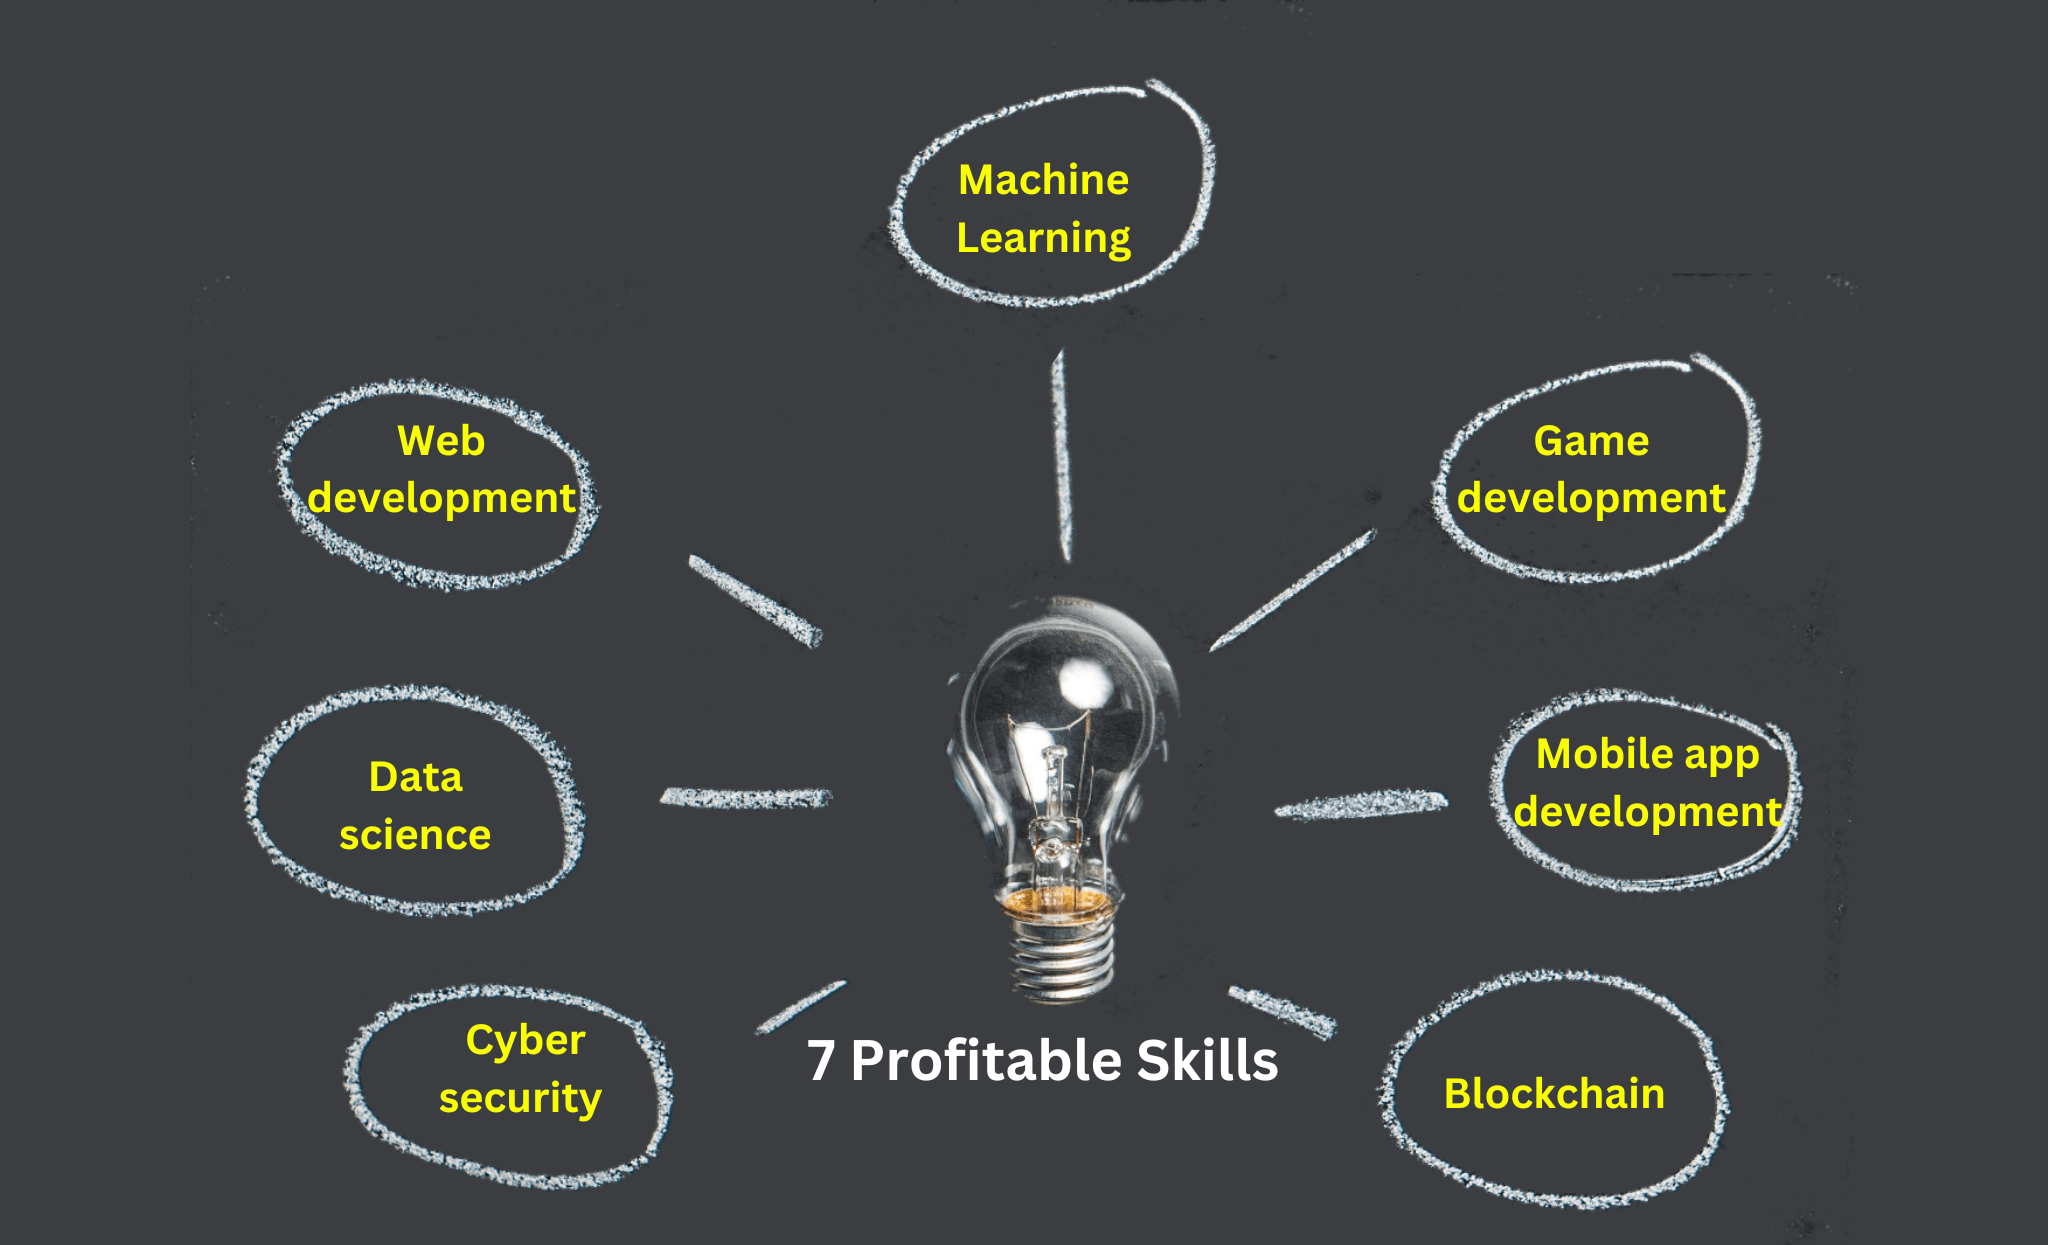 Machine
Learning
Web
development
Game
development
Data
science
Mobile app
development
Cyber
security
7 Profitable Skills
Blockchain